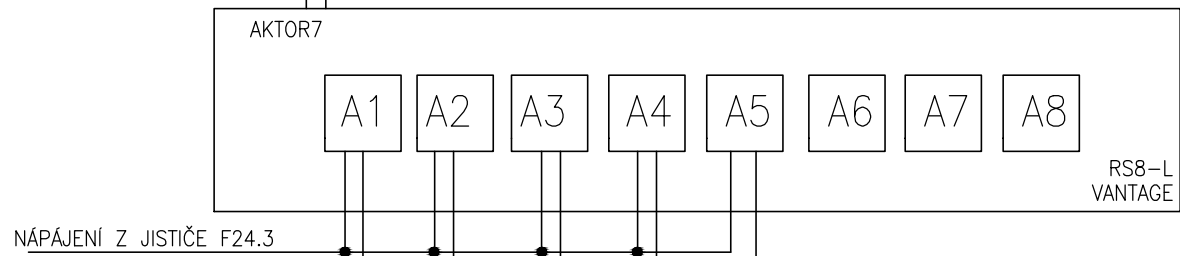 AKTOR7
A1 A2 A3 A4 A5 A6 A7 A8
RS8-L
VANTAGE
NÁPÁJENÍ Z JISTIČE F24.3